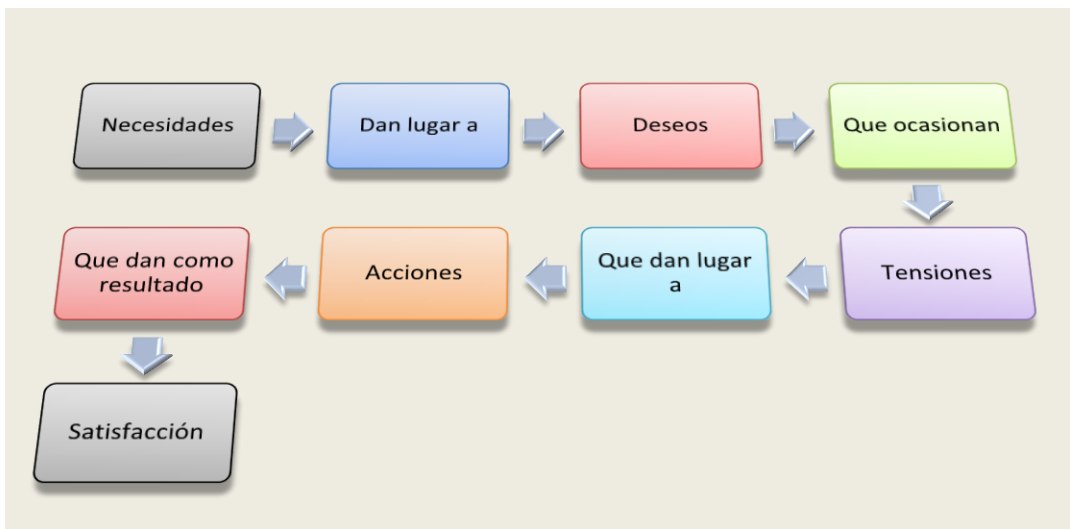 Necesidades
Dan lugar a
Deseos
Que ocasionan
Tensiones
Que dan lugar
a
Acciones
Que dan como
resultado
Satisfacción